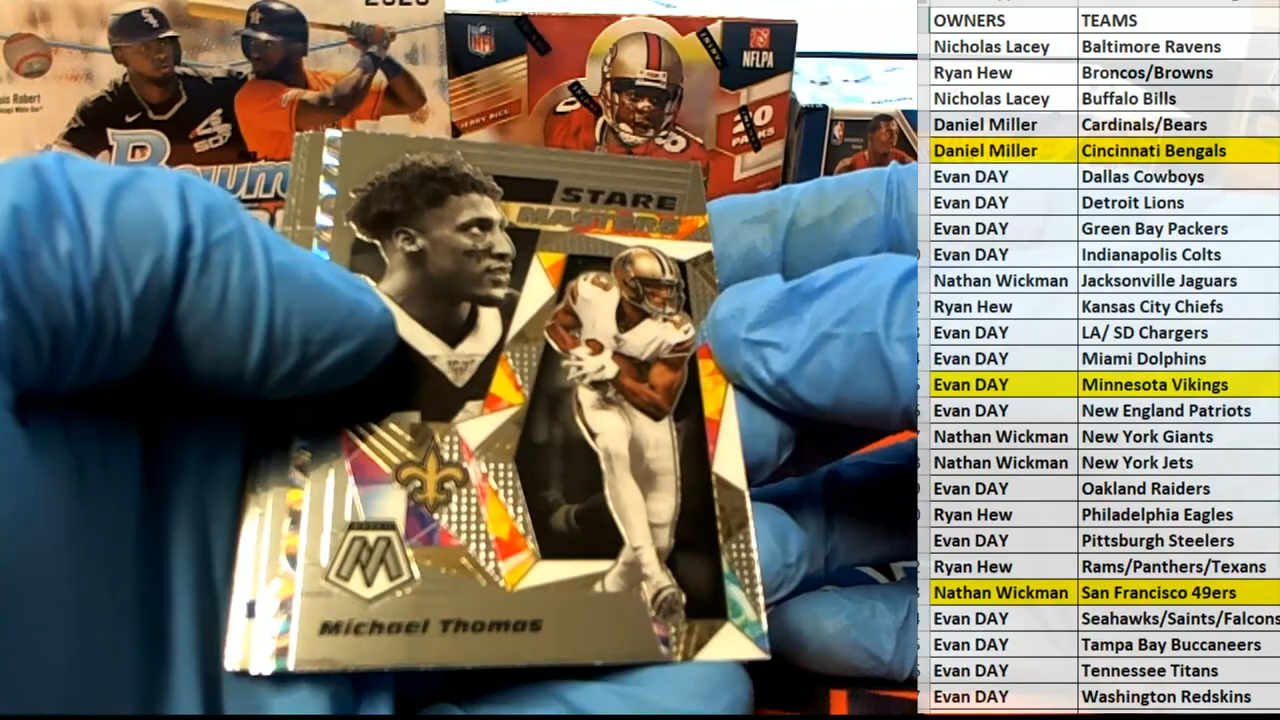 2020
uis Robert
NFL
JERRY RICE
NFLPA
20
PACKS
Bowm
STARE
MASTERS
Michael Thomas
OWNERS TEAMS
Nicholas Lacey Baltimore Ravens
Ryan Hew Broncos/Browns
Nicholas Lacey Buffalo Bills
Daniel Miller Cardinals/Bears
Daniel Miller Cincinnati Bengals
Evan DAY Dallas Cowboys
Evan DAY Detroit Lions
Evan DAY Green Bay Packers
Evan DAY Indianapolis Colts
Nathan Wickman Jacksonville Jaguars
Ryan Hew Kansas City Chiefs
Evan DAY LA/ SD Chargers
Evan DAY Miami Dolphins
Evan DAY Minnesota Vikings
Evan DAY New England Patriots
Nathan Wickman New York Giants
Nathan Wickman New York Jets
Evan DAY Oakland Raiders
Ryan Hew Philadelphia Eagles
Evan DAY Pittsburgh Steelers
Ryan Hew Rams/Panthers/Texans
Nathan Wickman San Francisco 49ers
Evan DAY Seahawks/Saints/Falcons
Evan DAY Tampa Bay Buccaneers
Evan DAY Tennessee Titans
Evan DAY Washington Redskins